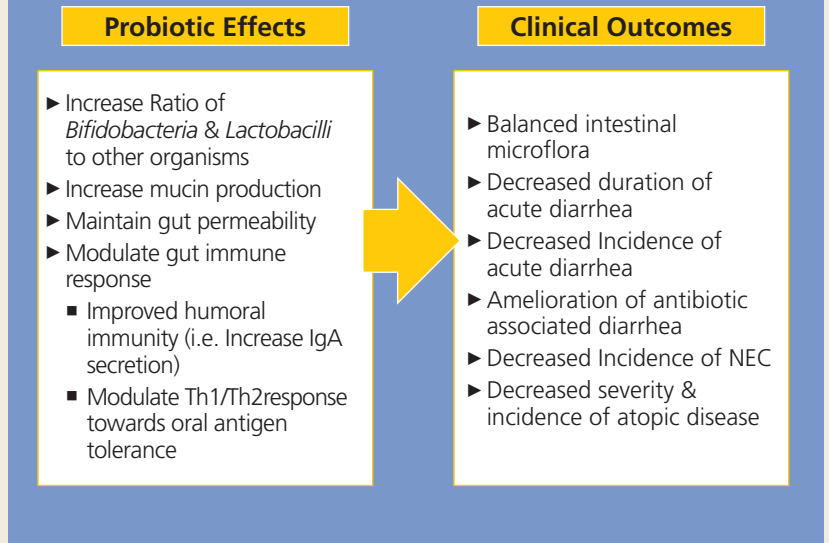 Probiotic Effects
► Increase Ratio of
Bifidobacteria & Lactobacilli
to other organisms
► Increase mucin production
► Maintain gut permeability
► Modulate gut immune
response
■ Improved humoral
immunity (i.e. Increase IgA
secretion)
■ Modulate Th1/Th2response
towards oral antigen
tolerance
Clinical Outcomes
► Balanced intestinal
microflora
► Decreased duration of
acute diarrhea
► Decreased Incidence of
acute diarrhea
► Amelioration of antibiotic
associated diarrhea
► Decreased Incidence of NEC
► Decreased severity &
incidence of atopic disease